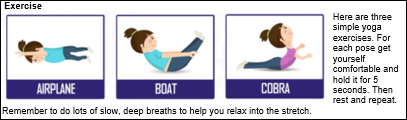 Exercise
AIRPLANE
BOAT
COBRA
Here are three
simple yoga
exercises. For
each pose get
yourself
comfortable and
hold it for 5
seconds. Then
rest and repeat.
Remember to do lots of slow, deep breaths to help you relax into the stretch.